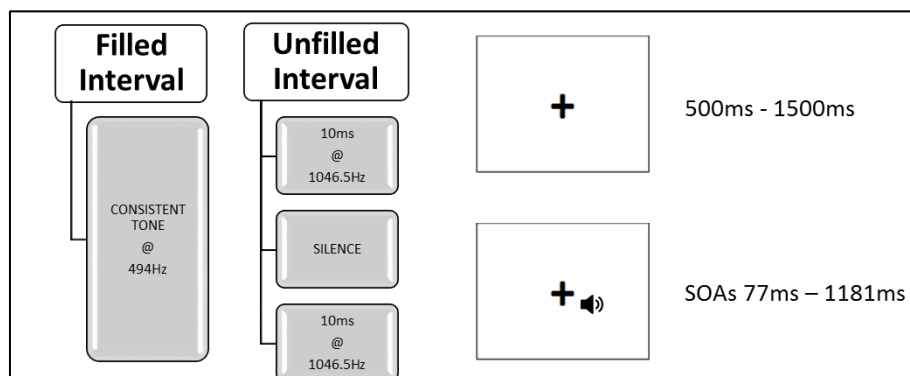 Filled
Interval
CONSISTENT
TONE
@
494Hz
Unfilled
Interval
10ms
@
1046.5Hz
SILENCE
10ms
@
1046.5Hz
+
500ms - 1500ms
+
SOAs 77ms – 1181ms